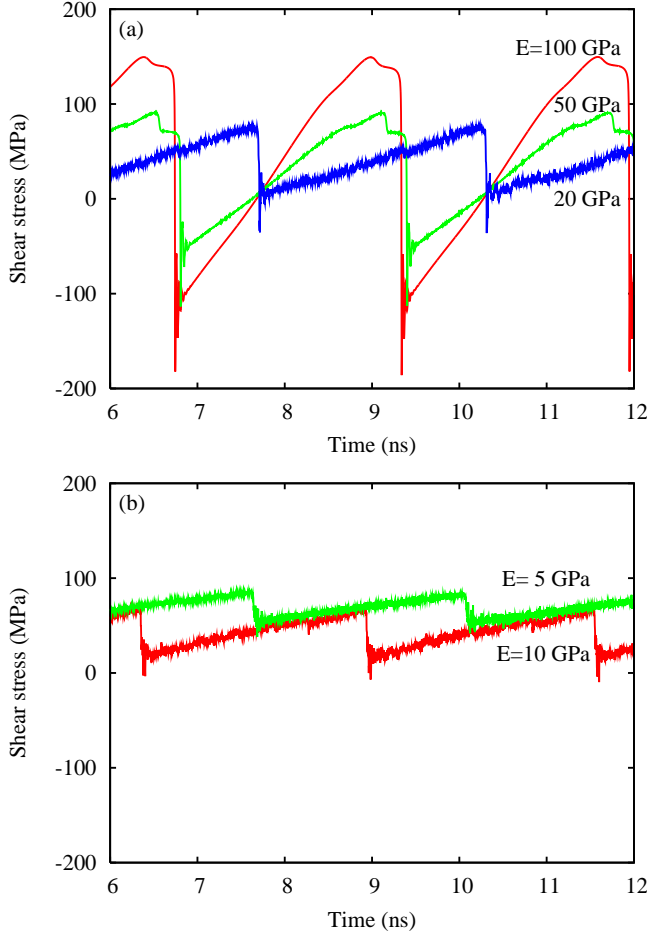 200
(a)
E=100 GPa
100
50 GPa
0
20 GPa
-100
-200
Shear stress (MPa)
6 7 8 9 10 11 12
Time (ns)
200
(b)
100
E= 5 GPa
E=10 GPa
0
-100
-200
Shear stress (MPa)
6 7 8 9 10 11 12
Time (ns)